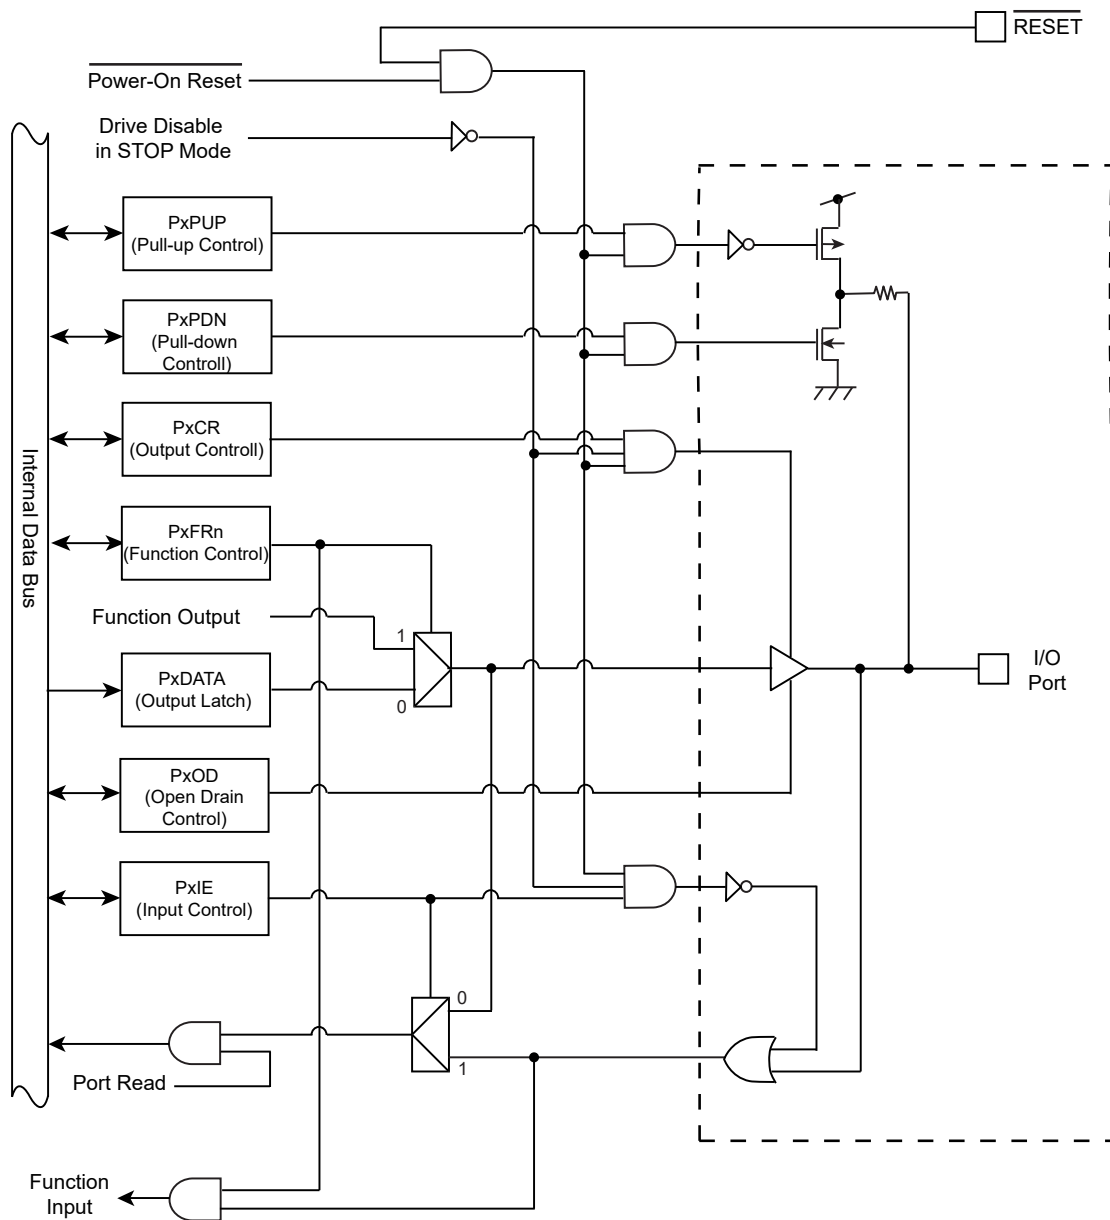 RESET
Power-On Reset
Drive Disable
in STOP Mode
PxPUP
(Pull-up Control)
PxPDN
(Pull-down
Controll)
PxCR
(Output Controll)
Internal Data Bus
PxFRn
(Function Control)
Function Output
1
I/O
Port
PxDATA
(Output Latch)
0
PxOD
(Open Drain
Control)
PxIE
(Input Control)
0
1
Port Read
Function
Input